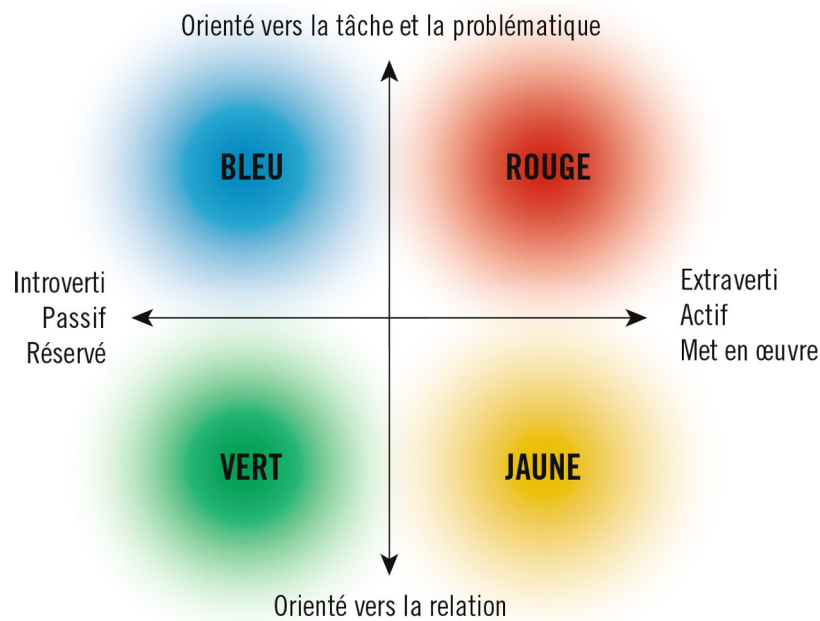 Orienté vers la tâche et la problématique
BLEU
ROUGE
Introverti
Passif
Réservé
Extraverti
Actif
Met en œuvre
VERT
JAUNE
Orienté vers la relation